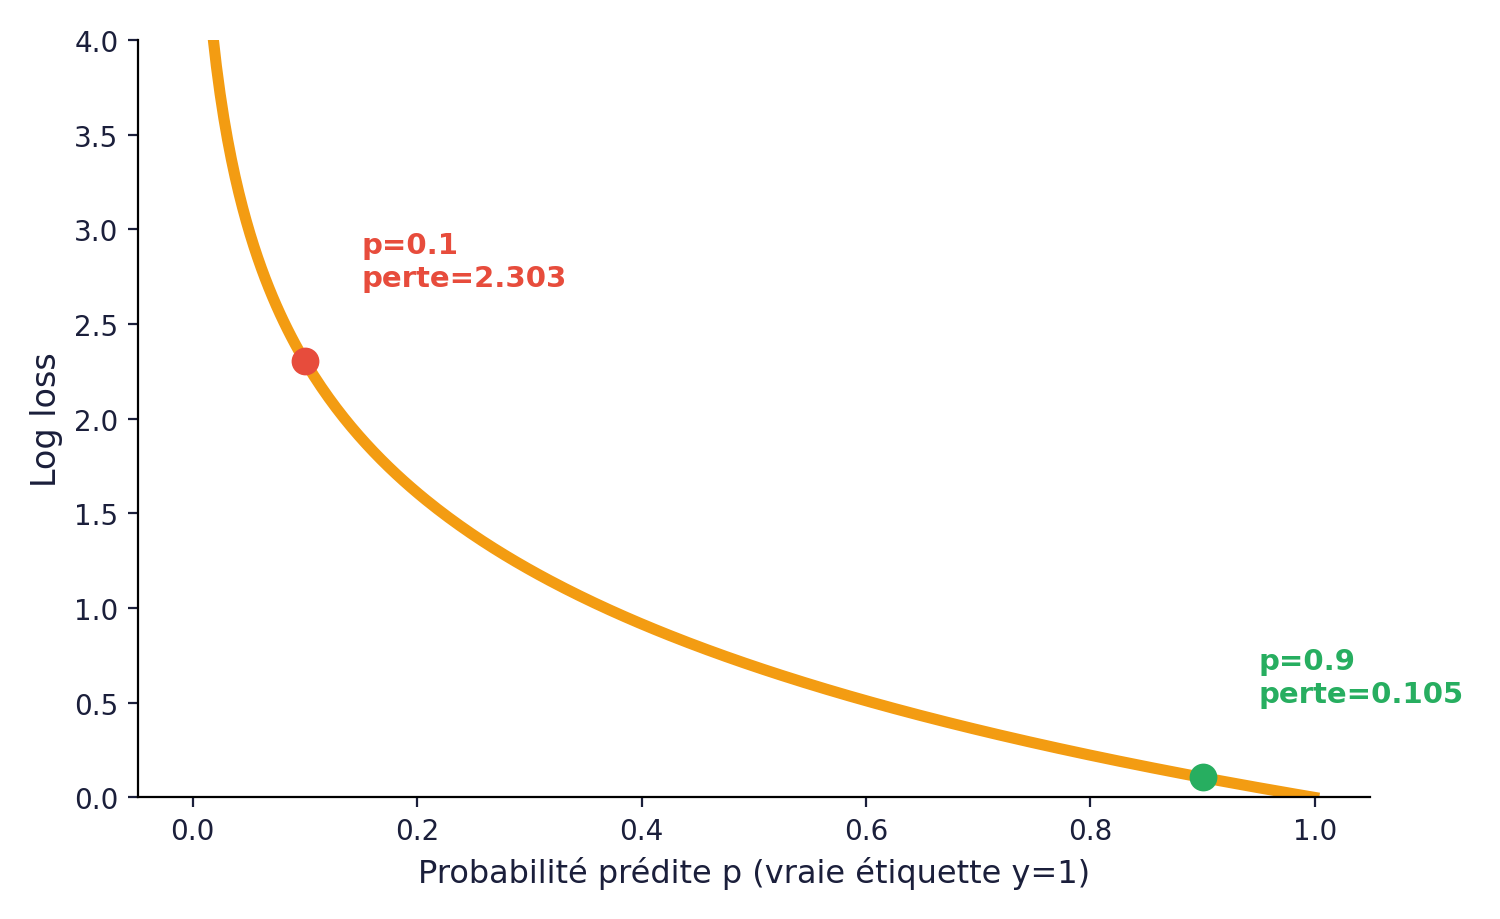 4.0
3.5
3.0
2.5
2.0
1.5
1.0
0.5
0.0
Log loss
p=0.1
perte=2.303
p=0.9
perte=0.105
0.0 0.2 0.4 0.6 0.8 1.0
Probabilité prédite p (vraie étiquette y=1)